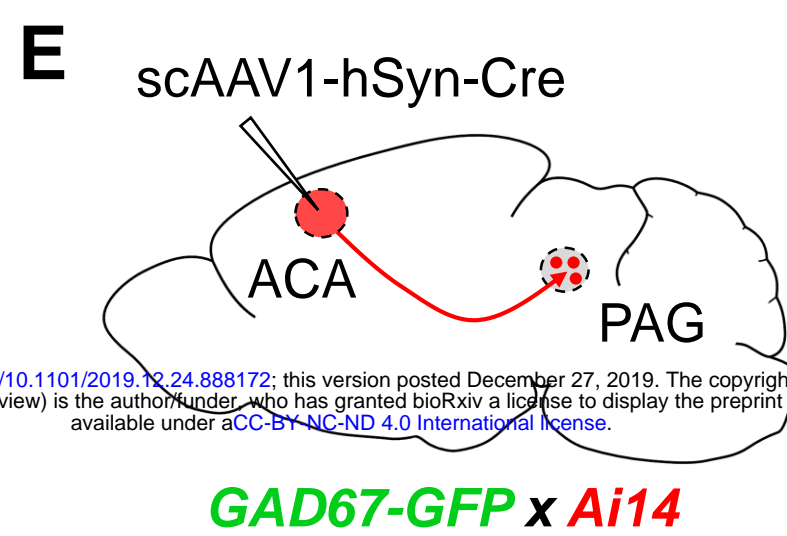 E
scAAV1-hSyn-Cre
ACA
PAG
/10.1101/2019.12.24.888172; this version posted December 27, 2019. The copyrigh
view) is the author/funder, who has granted bioRxiv a license to display the preprint
available under aCC-BY-NC-ND 4.0 International license.
GAD67-GFP x Ai14